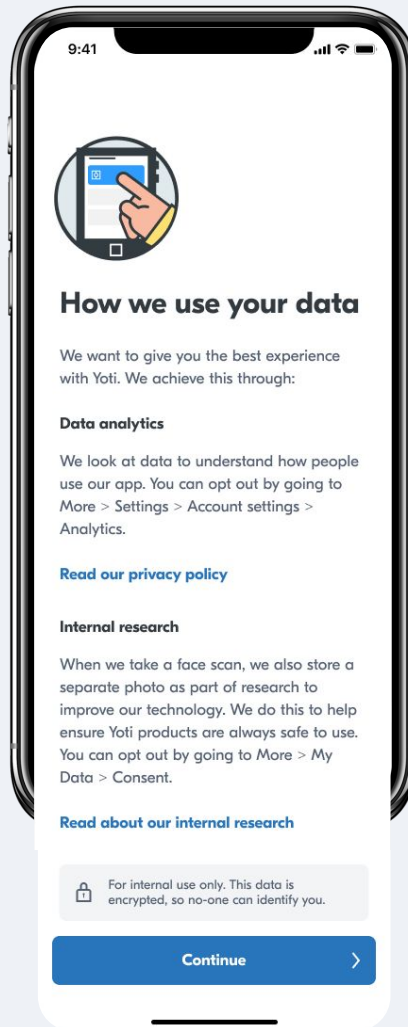 9:41
How we use your data
We want to give you the best experience
with Yoti. We achieve this through:
Data analytics
We look at data to understand how people
use our app. You can opt out by going to
More > Settings > Account settings >
Analytics.
Read our privacy policy
Internal research
When we take a face scan, we also store a
separate photo as part of research to
improve our technology. We do this to help
ensure Yoti products are always safe to use.
You can opt out by going to More > My
Data > Consent.
Read about our internal research
For internal use only. This data is
encrypted, so no-one can identify you.
Continue